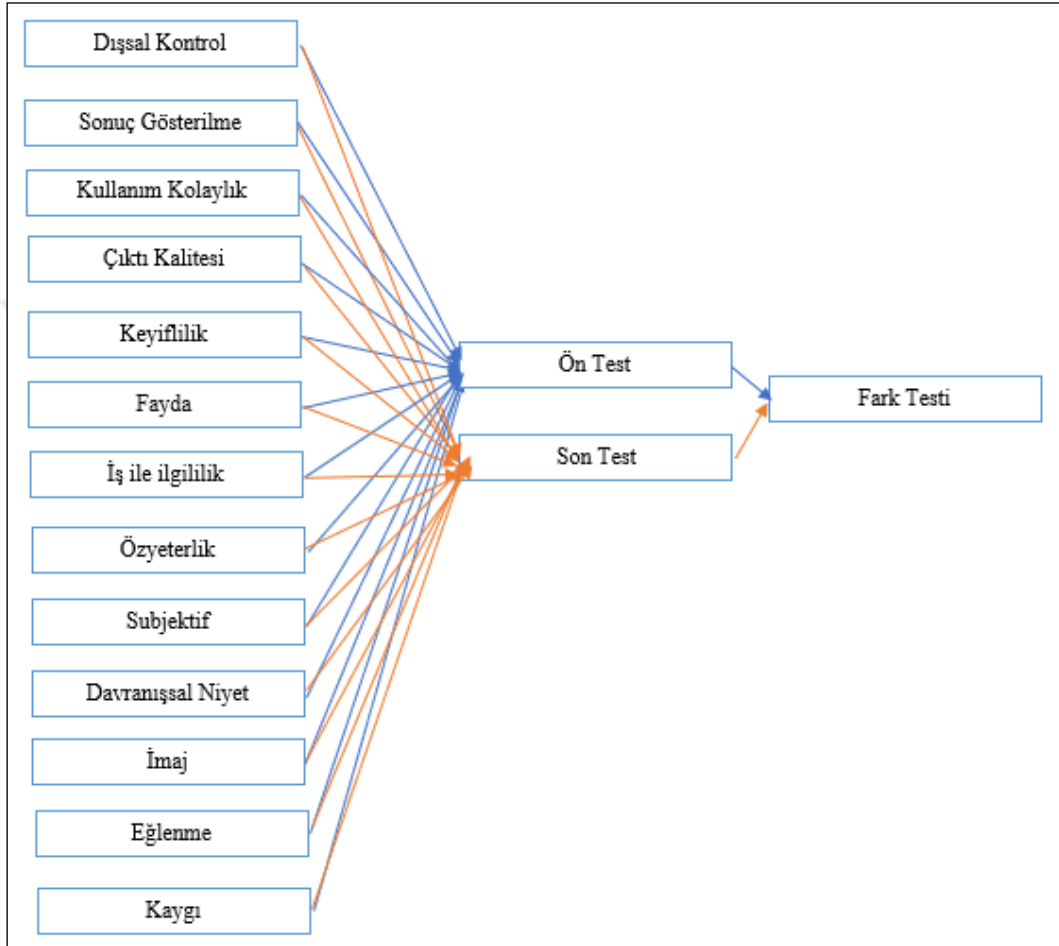 Dışsal Kontrol
Sonuç Gösterilme
Kullanım Kolaylık
Çıktı Kalitesi
Keyiflilik
Fayda
İş ile ilgililik
Özyeterlik
Subjektif
Davranışsal Niyet
İmaj
Eğlenme
Kaygı
Ön Test
Son Test
Fark Testi